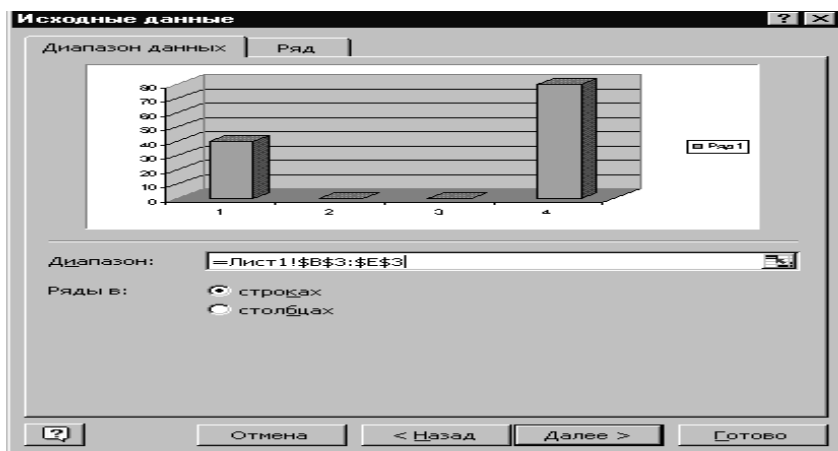 Исходные данные
Диапазон данных
Ряд
80
70
60
50
40
30
20
10
0
1 2 3 4
Ряд1
Диапазон: =Лист1!$B$3:$E$3
Ряды в: строках
столбцах
Отмена < Назад Далее > Готово